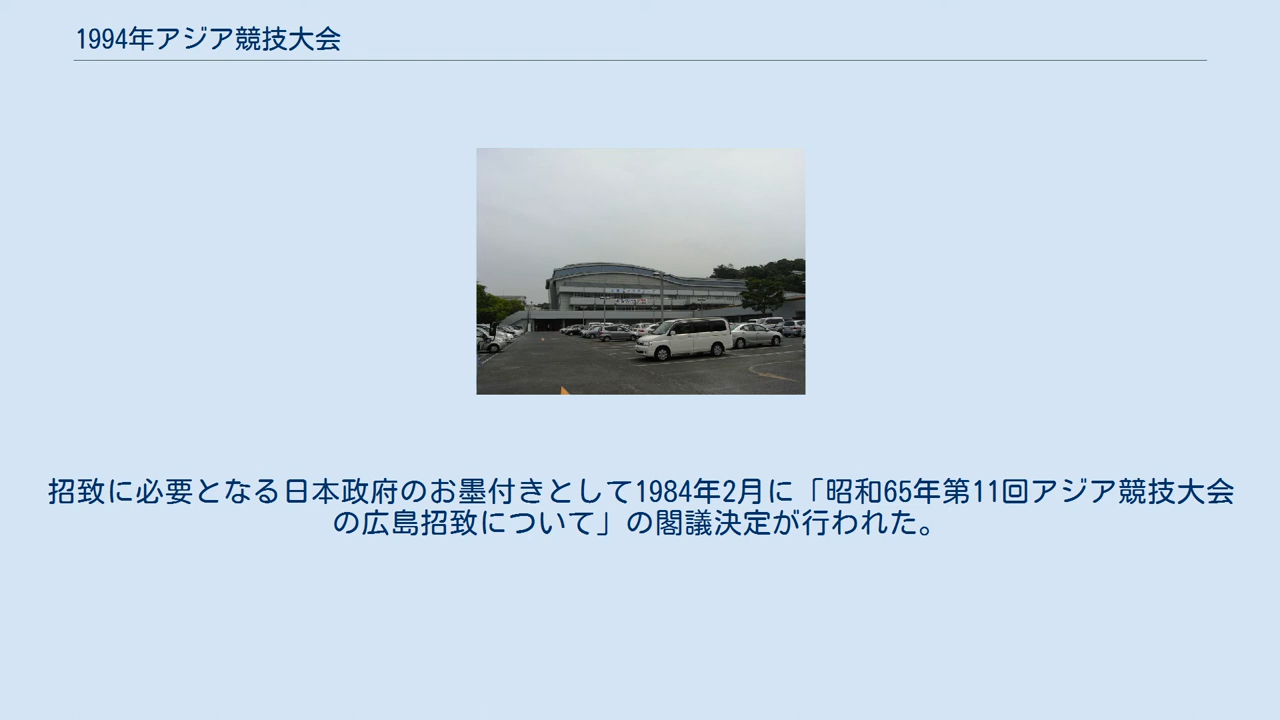 1994年アジア競技大会
招致に必要となる日本政府のお墨付きとして1984年2月に「昭和65年第11回アジア競技大会
の広島招致について」の閣議決定が行われた。